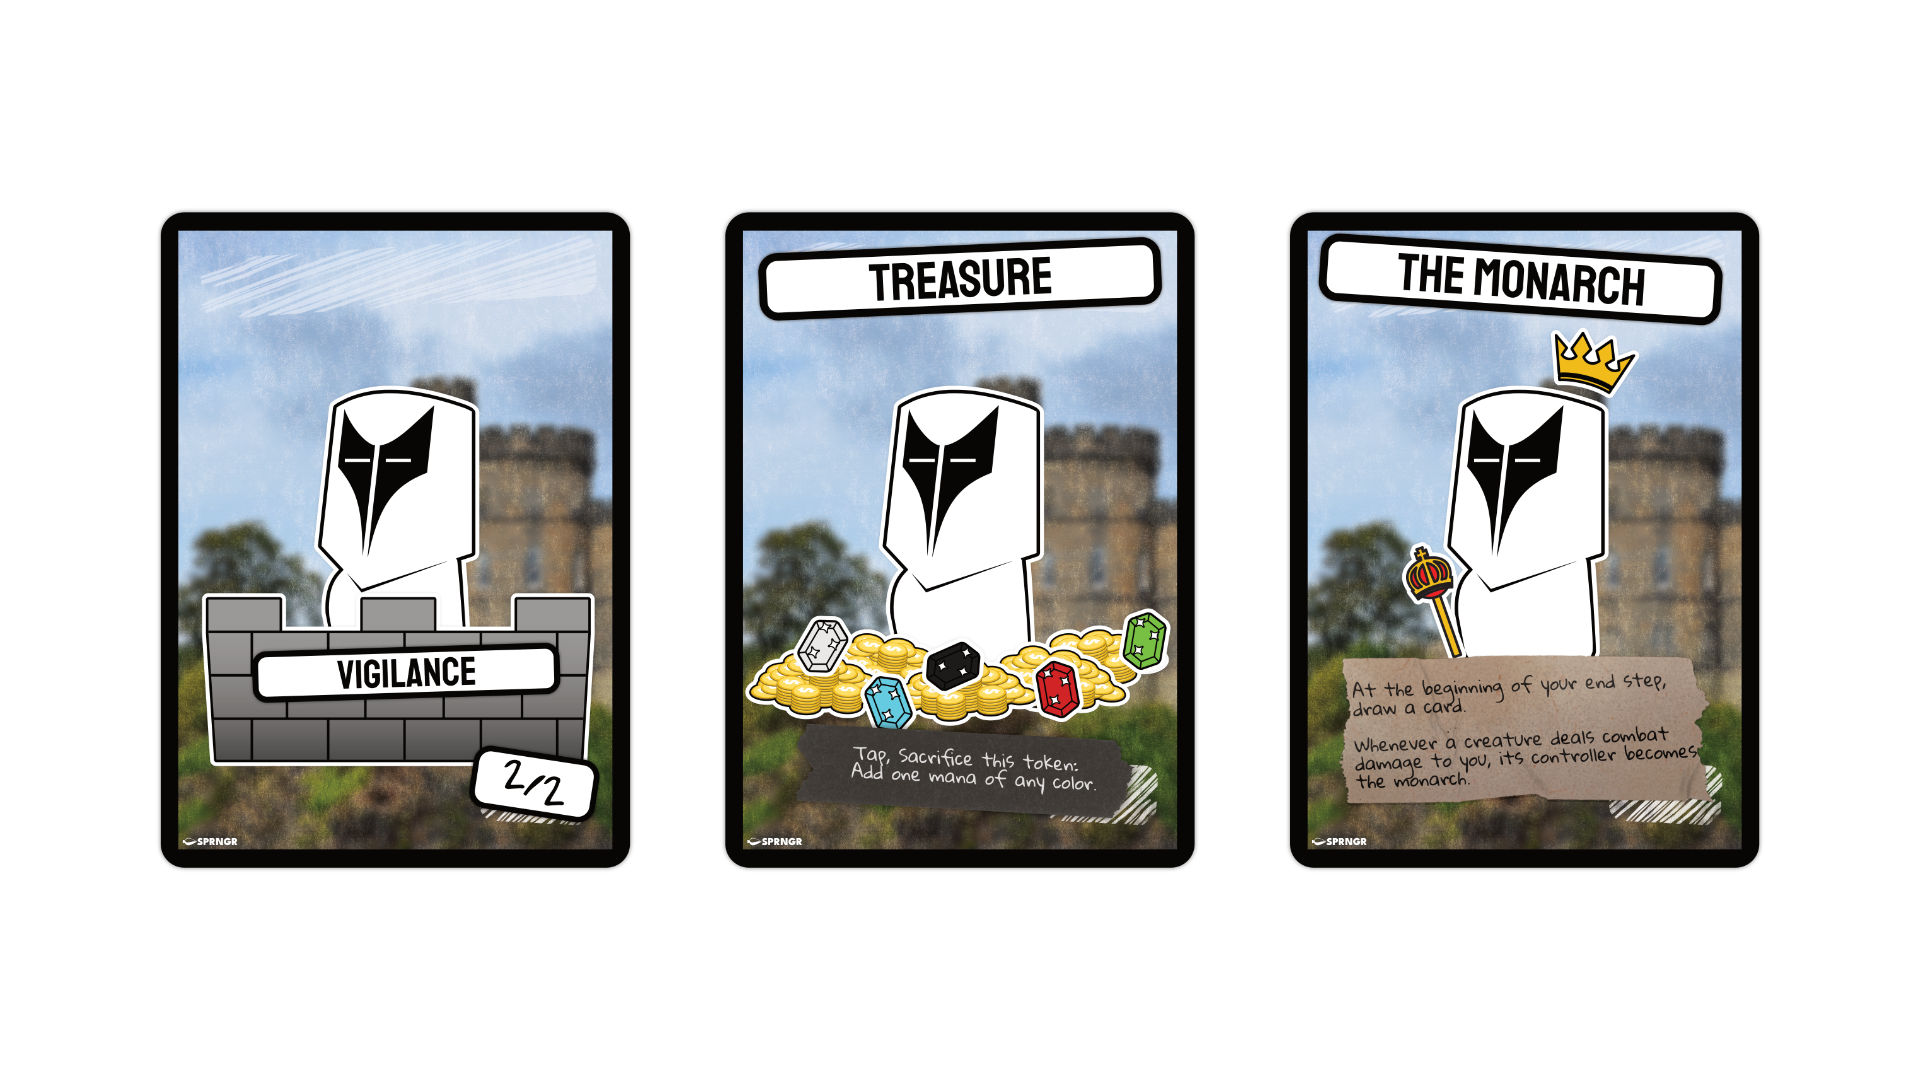 VIGILANCE
2/2
SPRNGR
TREASURE
Tap, Sacrifice this token:
Add one mana of any color.
SPRNGR
THE MONARCH
At the beginning of your end step,
draw a card.
Whenever a creature deals combat
damage to you, its controller becomes
the monarch.
SPRNGR